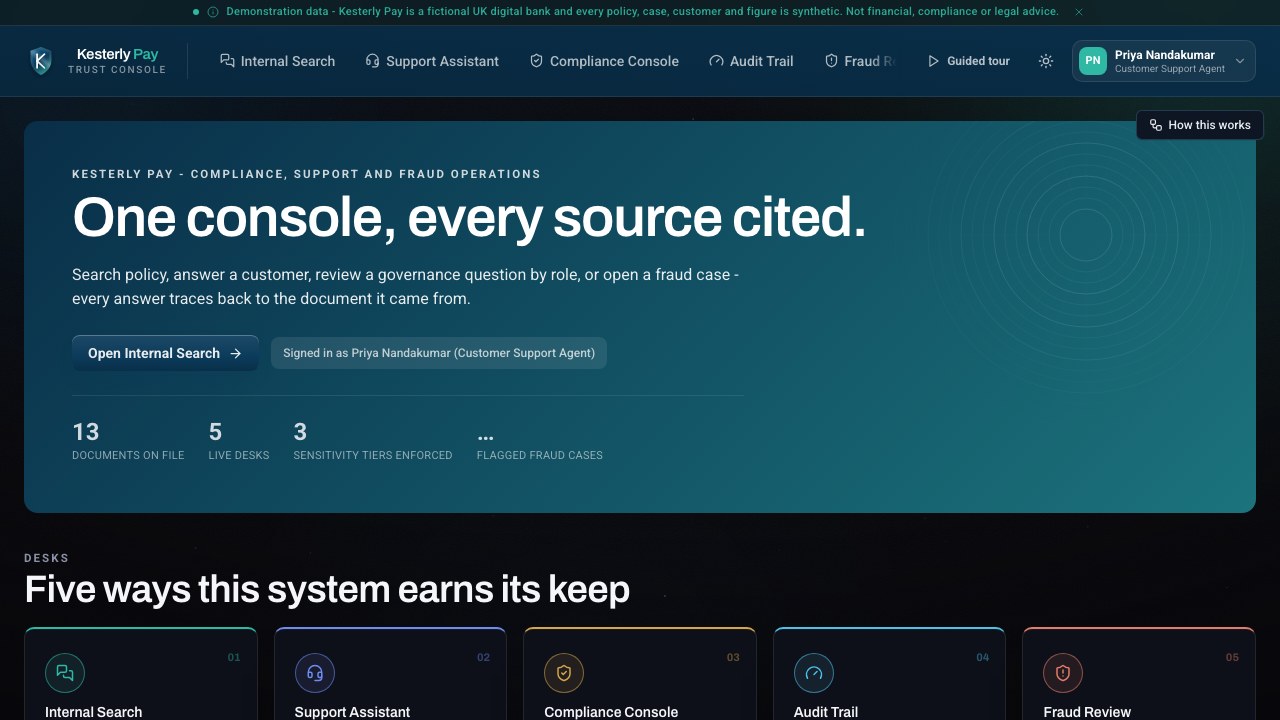 Demonstration data - Kesterly Pay is a fictional UK digital bank and every policy, case, customer and figure is synthetic. Not financial, compliance or legal advice.
Kesterly Pay
TRUST CONSOLE
Internal Search
Support Assistant
Compliance Console
Audit Trail
Fraud
Guided tour
PN
Priya Nandakumar
Customer Support Agent
How this works
KESTERLY PAY - COMPLIANCE, SUPPORT AND FRAUD OPERATIONS
One console, every source cited.
Search policy, answer a customer, review a governance question by role, or open a fraud case -
every answer traces back to the document it came from.
Open Internal Search
Signed in as Priya Nandakumar (Customer Support Agent)
13
DOCUMENTS ON FILE
5
LIVE DESKS
3
SENSITIVITY TIERS ENFORCED
...
FLAGGED FRAUD CASES
DESKS
Five ways this system earns its keep
01
Internal Search
02
Support Assistant
03
Compliance Console
04
Audit Trail
05
Fraud Review